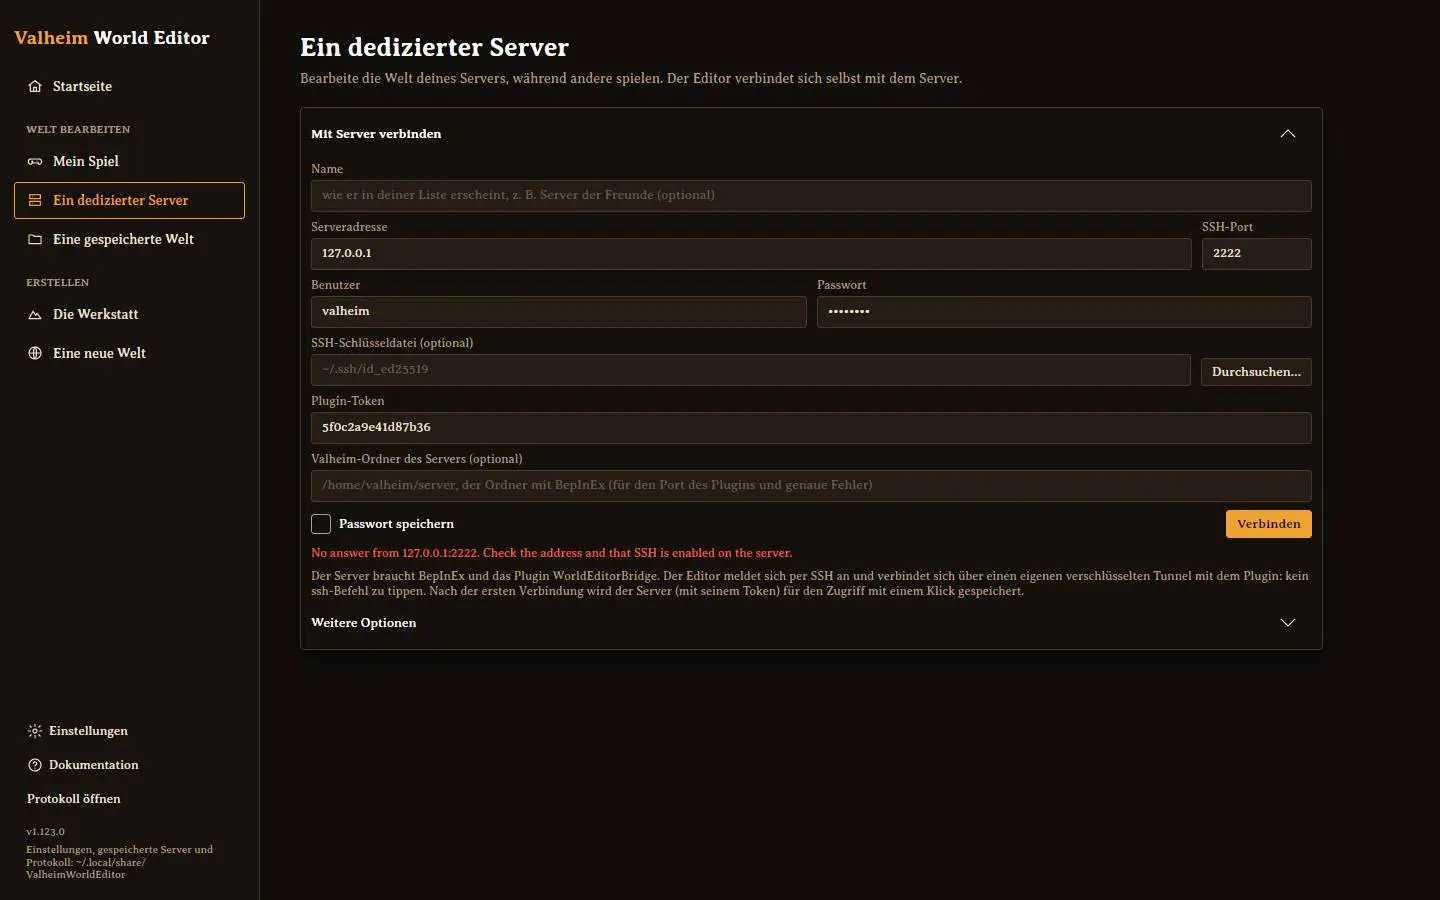 Valheim World Editor
Startseite
WELT BEARBEITEN
Mein Spiel
Ein dedizierter Server
Eine gespeicherte Welt
ERSTELLEN
Die Werkstatt
Eine neue Welt
Einstellungen
Dokumentation
Protokoll öffnen
v1.123.0
Einstellungen, gespeicherte Server und
Protokoll: ~/.local/share/
ValheimWorldEditor
Ein dedizierter Server
Bearbeite die Welt deines Servers, während andere spielen. Der Editor verbindet sich selbst mit dem Server.
Mit Server verbinden
Name
wie er in deiner Liste erscheint, z. B. Server der Freunde (optional)
Serveradresse SSH-Port
127.0.0.1 2222
Benutzer Passwort
valheim ••••••••
SSH-Schlüsseldatei (optional)
~/.ssh/id_ed25519 Durchsuchen...
Plugin-Token
5f0c2a9e41d87b36
Valheim-Ordner des Servers (optional)
/home/valheim/server, der Ordner mit BepInEx (für den Port des Plugins und genaue Fehler)
Passwort speichern Verbinden
No answer from 127.0.0.1:2222. Check the address and that SSH is enabled on the server.
Der Server braucht BepInEx und das Plugin WorldEditorBridge. Der Editor meldet sich per SSH an und verbindet sich über einen eigenen verschlüsselten Tunnel mit dem Plugin: kein
ssh-Befehl zu tippen. Nach der ersten Verbindung wird der Server (mit seinem Token) für den Zugriff mit einem Klick gespeichert.
Weitere Optionen